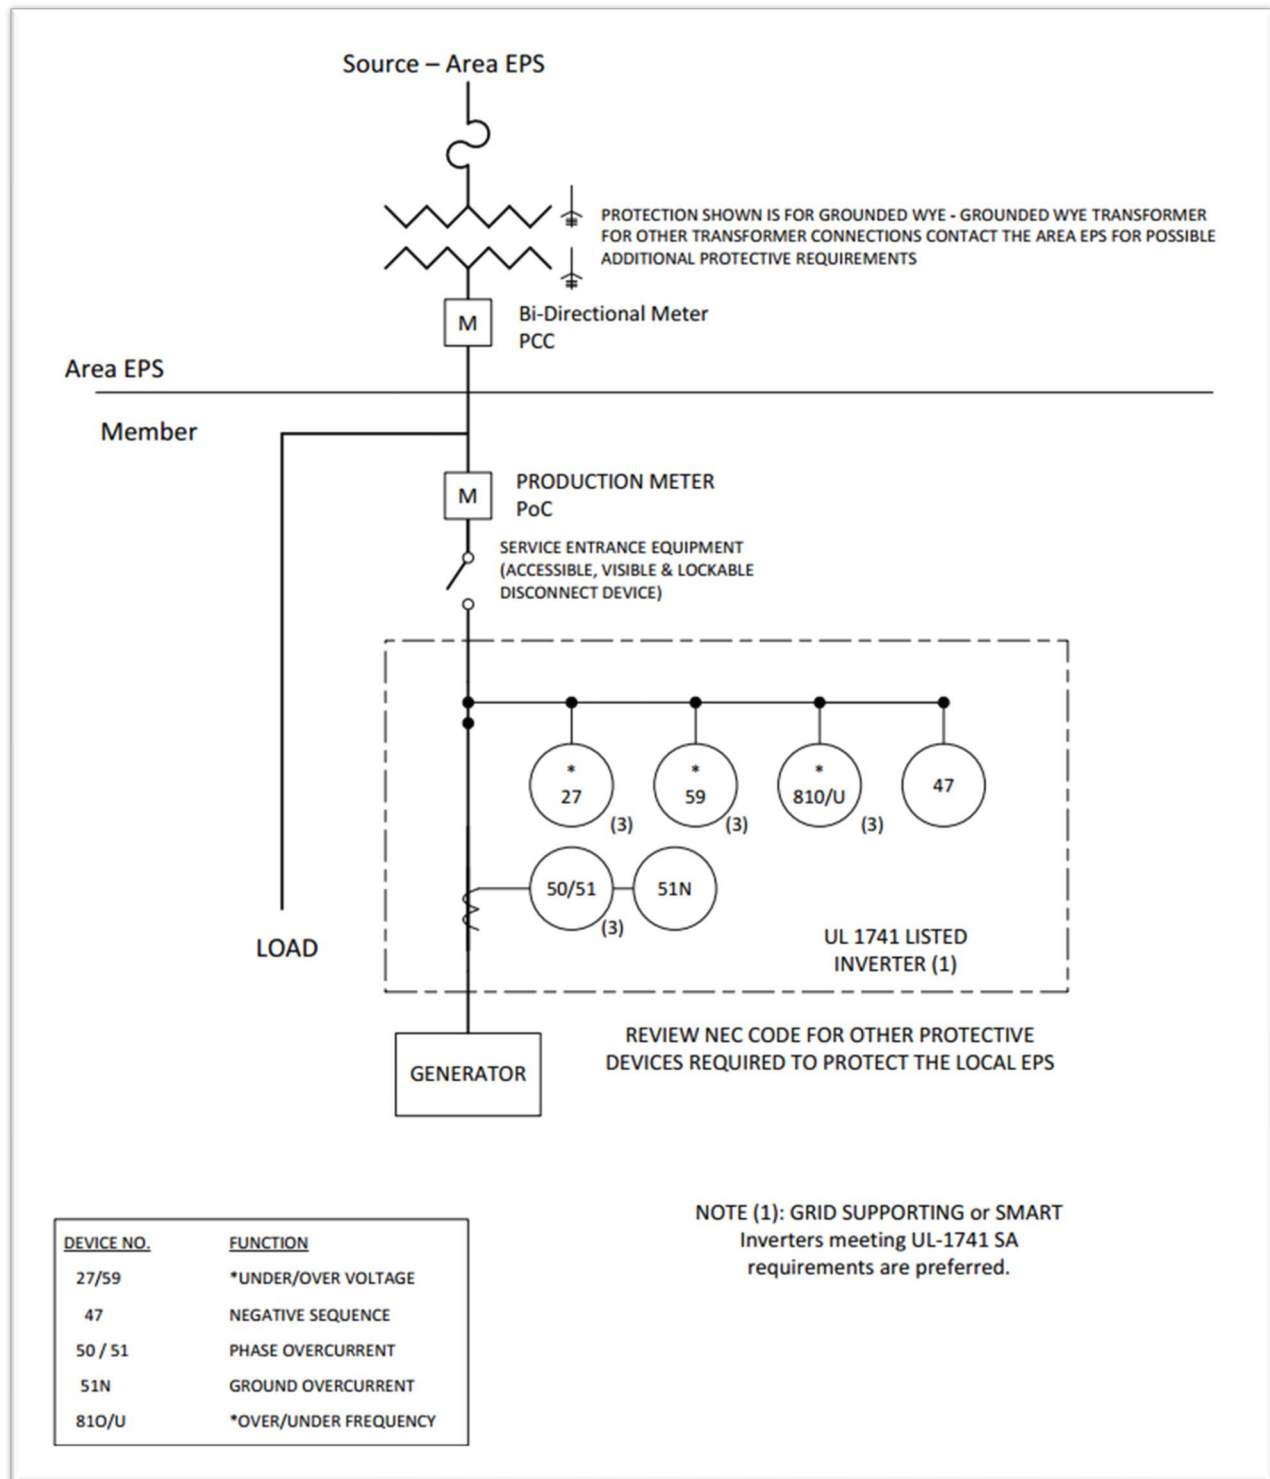 Source – Area EPS
PROTECTION SHOWN IS FOR GROUNDED WYE - GROUNDED WYE TRANSFORMER
FOR OTHER TRANSFORMER CONNECTIONS CONTACT THE AREA EPS FOR POSSIBLE
ADDITIONAL PROTECTIVE REQUIREMENTS
M
Bi-Directional Meter
PCC
Area EPS
Member
M
PRODUCTION METER
PoC
SERVICE ENTRANCE EQUIPMENT
(ACCESSIBLE, VISIBLE & LOCKABLE
DISCONNECT DEVICE)
* 
27
(3)
*
59
(3)
*
81O/U
(3)
47
50/51
(3)
51N
LOAD
UL 1741 LISTED
INVERTER (1)
GENERATOR
REVIEW NEC CODE FOR OTHER PROTECTIVE
DEVICES REQUIRED TO PROTECT THE LOCAL EPS
NOTE (1): GRID SUPPORTING or SMART
Inverters meeting UL-1741 SA
requirements are preferred.
DEVICE NO. FUNCTION
27/59 *UNDER/OVER VOLTAGE
47 NEGATIVE SEQUENCE
50 / 51 PHASE OVERCURRENT
51N GROUND OVERCURRENT
81O/U *OVER/UNDER FREQUENCY